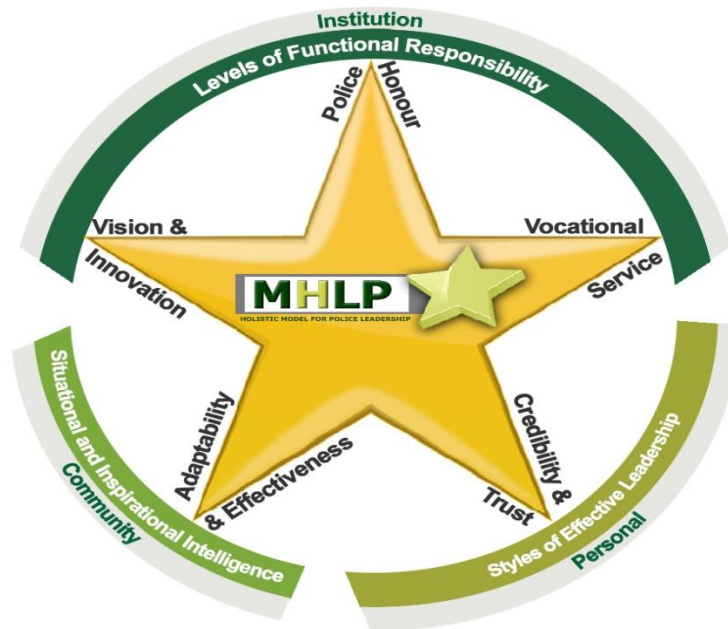 Institution
Levels of Functional Responsibility
Police
Honour
Vision &
Innovation
Vocational
Service
MHLP
HOLISTIC MODEL FOR POLICE LEADERSHIP
Adaptability
& Effectiveness
Credibility &
Trust
Situational and Inspirational Intelligence
Community
Styles of Effective Leadership
Personal